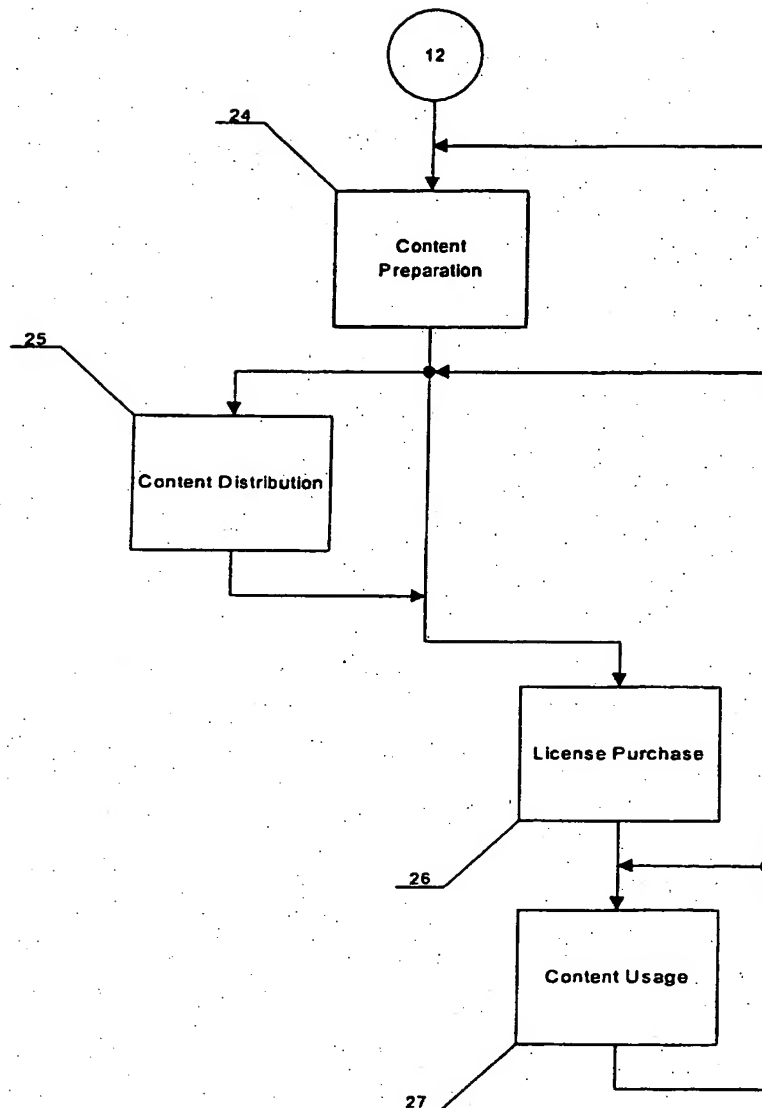 12
24
Content
Preparation
25
Content Distribution
License Purchase
26
Content Usage
27